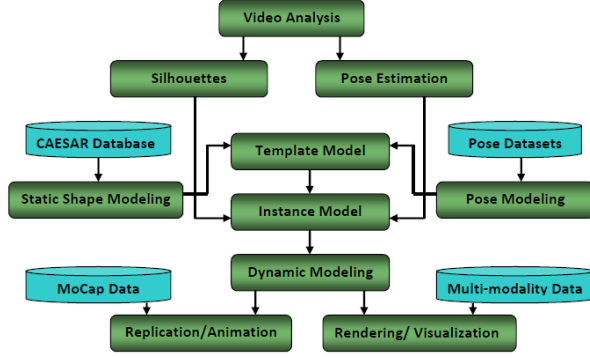 Video Analysis
Silhouettes
Pose Estimation
CAESAR Database
Template Model
Pose Datasets
Static Shape Modeling
Instance Model
Pose Modeling
Dynamic Modeling
MoCap Data
Multi-modality Data
Replication/Animation
Rendering/ Visualization